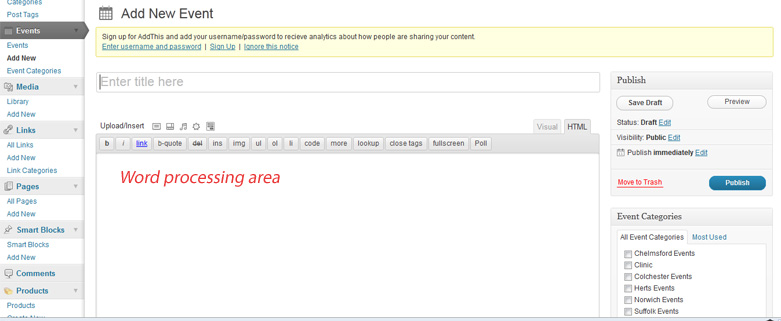 Categories
Post Tags
Events
Events
Add New
Event Categories
Media
Library
Add New
Links
All Links
Add New
Link Categories
Pages
All Pages
Add New
Smart Blocks
Smart Blocks
Add New
Comments
Products
Products
Create New
Add New Event
Sign up for AddThis and add your username/password to recieve analytics about how people are sharing your content.
Enter username and password | Sign Up | Ignore this notice
Enter title here
Upload/Insert
Visual HTML
b i link b-quote del ins img ul ol li code more lookup close tags fullscreen Poll
Word processing area
Publish
Save Draft Preview
Status: Draft Edit
Visibility: Public Edit
Publish immediately Edit
Move to Trash Publish
Event Categories
All Event Categories Most Used
Chelmsford Events
Clinic
Colchester Events
Herts Events
Norwich Events
Suffolk Events